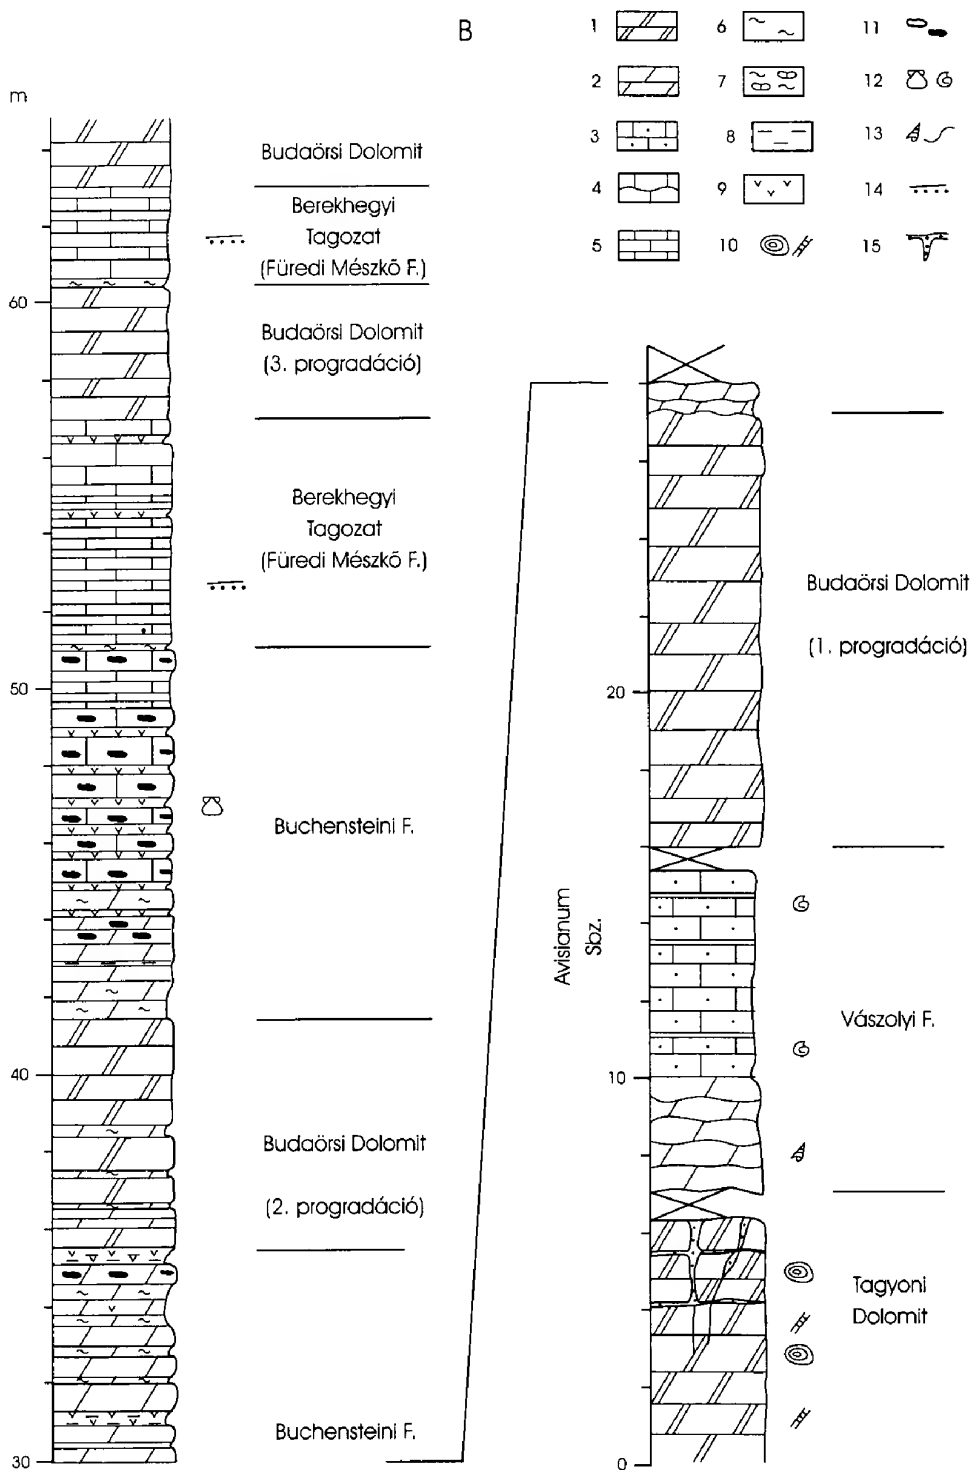 B
1 6 11
2 7 12
3 8 13
4 9 14
5 10 15
m
Budaörsi Dolomit
Berekhegyi
Tagozat
(Füredi Mészkő F.)
60
Budaörsi Dolomit
(3. progradáció)
Berekhegyi
Tagozat
(Füredi Mészkő F.)
50
Buchensteini F.
40
Budaörsi Dolomit
(2. progradáció)
Buchensteini F.
30
Budaörsi Dolomit
(1. progradáció)
20
Avisianum
Sbz.
Vászolyi F.
10
Tagyoni
Dolomit
0